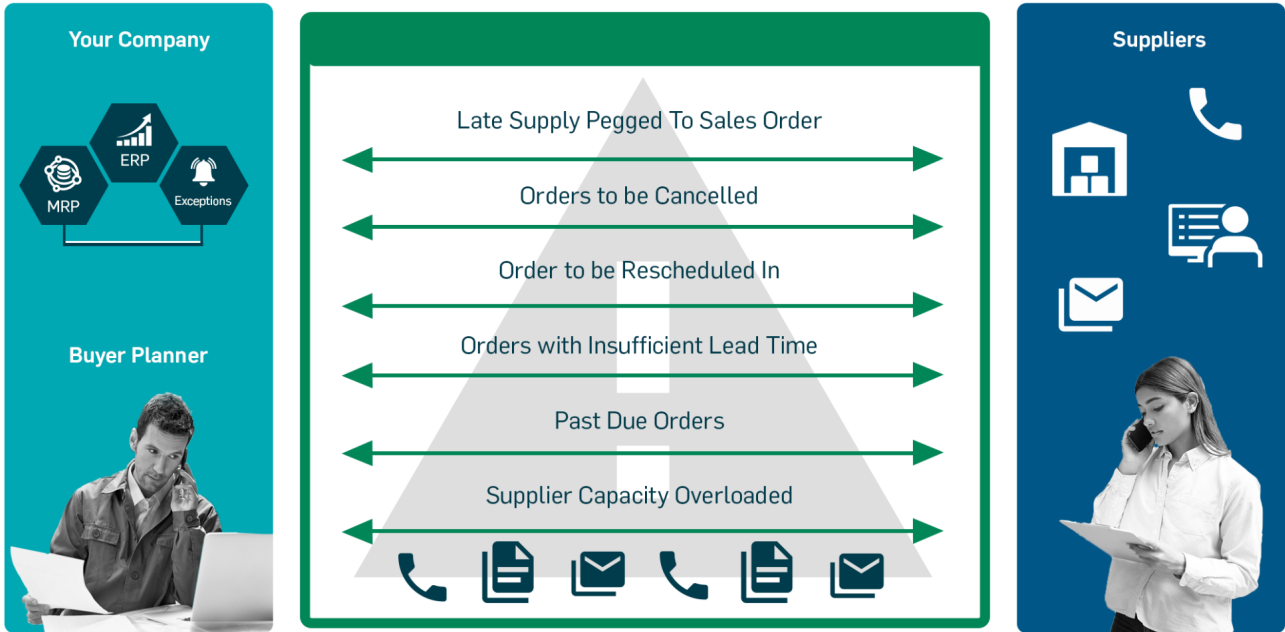 Your Company
ERP
MRP
Exceptions
Buyer Planner
Late Supply Pegged To Sales Order
Orders to be Cancelled
Order to be Rescheduled In
Orders with Insufficient Lead Time
Past Due Orders
Supplier Capacity Overloaded
Suppliers